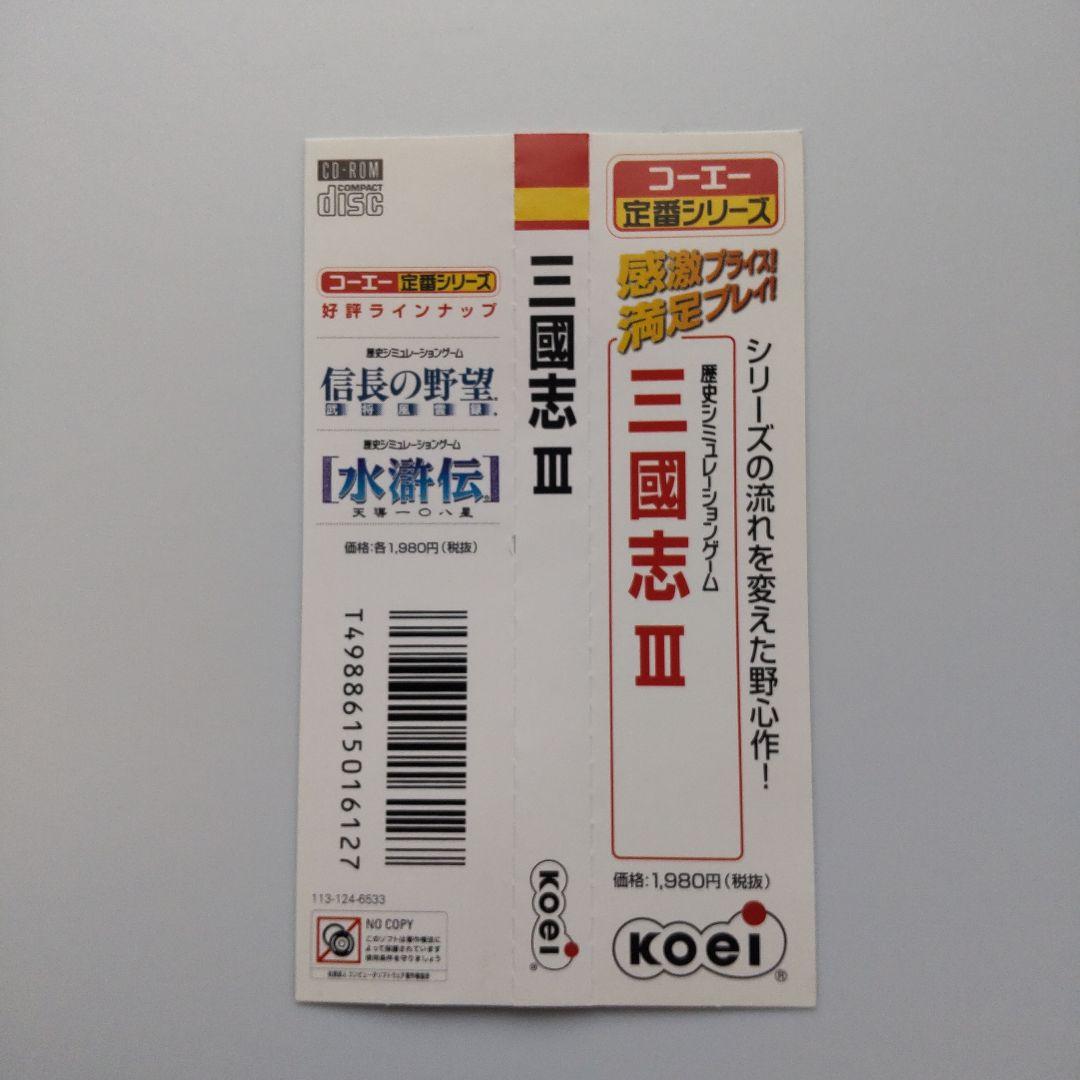 CD-ROM
COMPACT
disc
コーエー 定番シリーズ
好評ラインナップ
歴史シミュレーションゲーム
信長の野望
武将風雲録
歴史シミュレーションゲーム
水滸伝
天導一〇八星
価格:各1,980円(税抜)
T4988615016127
113-124-6533
NO COPY
三國志 III
KOEI
®
コーエー
定番シリーズ
感激プライス!
満足プレイ!
シリーズの流れを変えた野心作!
歴史シミュレーションゲーム
三國志 III
価格:1,980円(税抜)
KOEI
®